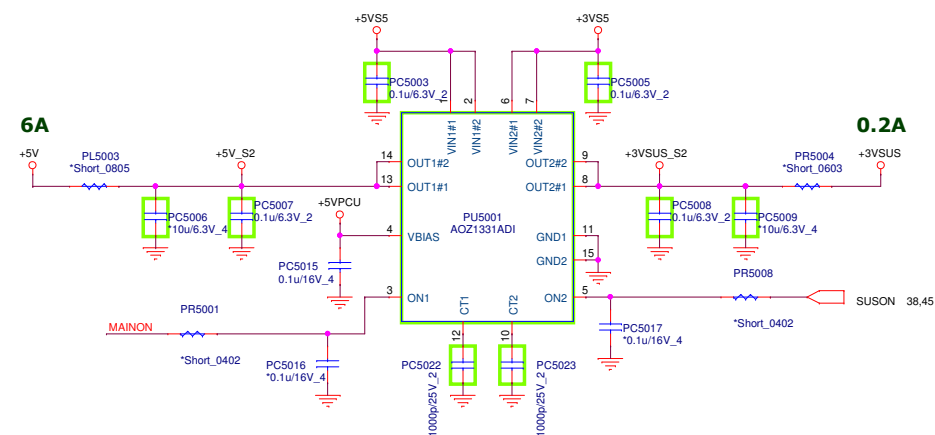 +5VS5
+3VS5
PC5003
0.1u/6.3V_2
PC5005
0.1u/6.3V_2
1
2
6
7
VIN1#1
VIN1#2
VIN2#1
VIN2#2
6A
0.2A
+5V
PL5003
*Short_0805
+5V_S2
14
OUT1#2
OUT2#2
9
+3VSUS_S2
PR5004
*Short_0603
+3VSUS
13
OUT1#1
OUT2#1
8
PC5006
*10u/6.3V_4
PC5007
0.1u/6.3V_2
+5VPCU
PU5001
AOZ1331ADI
PC5008
0.1u/6.3V_2
PC5009
*10u/6.3V_4
4
VBIAS
GND1
11
GND2
15
PC5015
0.1u/16V_4
3
ON1
CT1
CT2
ON2
5
PR5008
*Short_0402
SUSON 38,45
PR5001
MAINON
*Short_0402
PC5016
*0.1u/16V_4
12
10
PC5017
*0.1u/16V_4
PC5022
1000p/25V_2
PC5023
1000p/25V_2